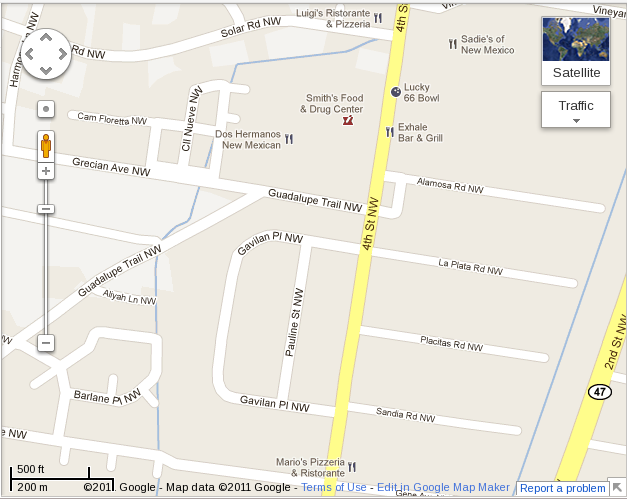 Luigi's Ristorante
& Pizzeria
4th St NW
Vineyard
Solar Rd NW
Rd NW
Sadie's of
New Mexico
Satellite
Traffic
Lucky
66 Bowl
Smith's Food
& Drug Center
Cam Floretta NW
Cll Nueve NW
Dos Hermanos
New Mexican
Exhale
Bar & Grill
Grecian Ave NW
Guadalupe Trail NW
Alamosa Rd NW
4th St NW
Gavilan Pl NW
Guadalupe Trail NW
La Plata Rd NW
Aliyah Ln NW
Pauline St NW
Placitas Rd NW
2nd St NW
47
Barlane Pl NW
Gavilan Pl NW
Sandia Rd NW
NW
Mario's Pizzeria
& Ristorante
500 ft
200 m
©201 Google - Map data ©2011 Google - Terms of Use - Edit in Google Map Maker
Report a problem